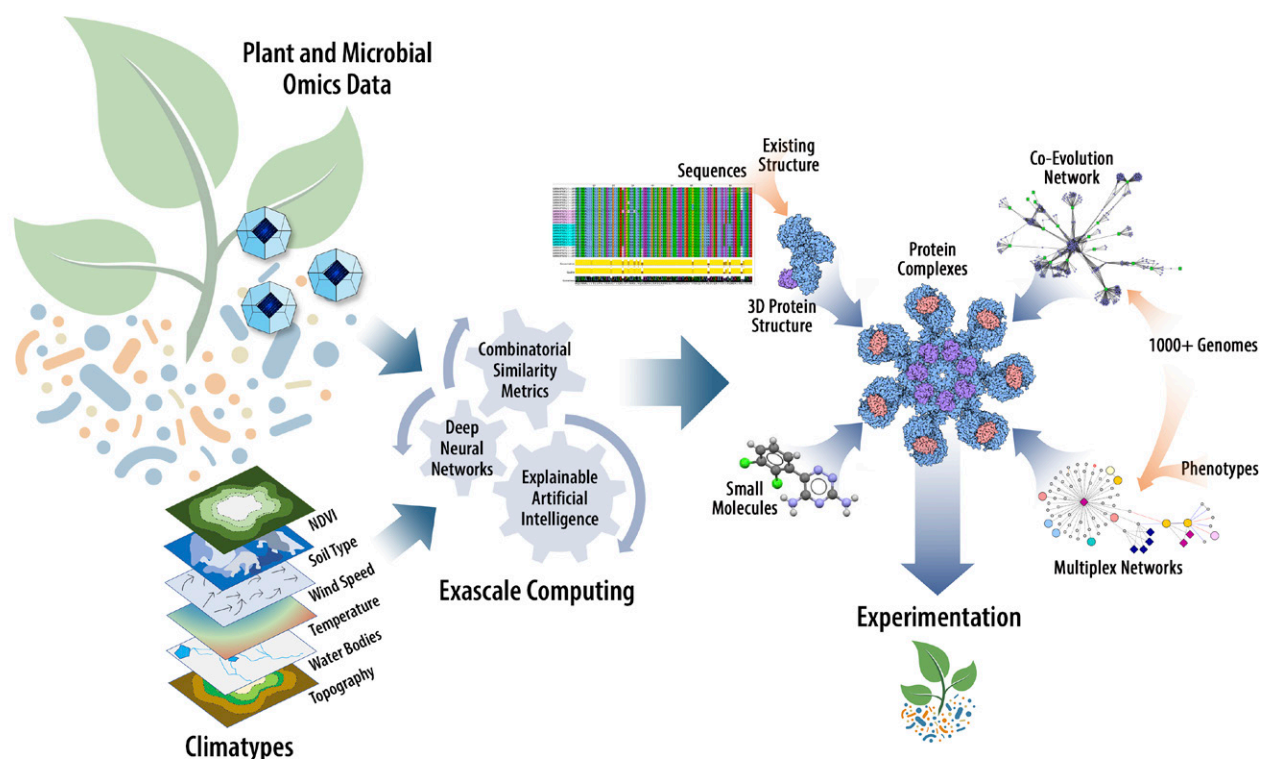 Plant and Microbial
Omics Data
Combinatorial
Similarity
Metrics
Deep
Neural
Networks
Explainable
Artificial
Intelligence
Exascale Computing
NDVI
Soil Type
Wind Speed
Temperature
Water Bodies
Topography
Climatypes
Sequences
Existing
Structure
3D Protein
Structure
Protein
Complexes
Co-Evolution
Network
1000+ Genomes
Phenotypes
Small
Molecules
Multiplex Networks
Experimentation